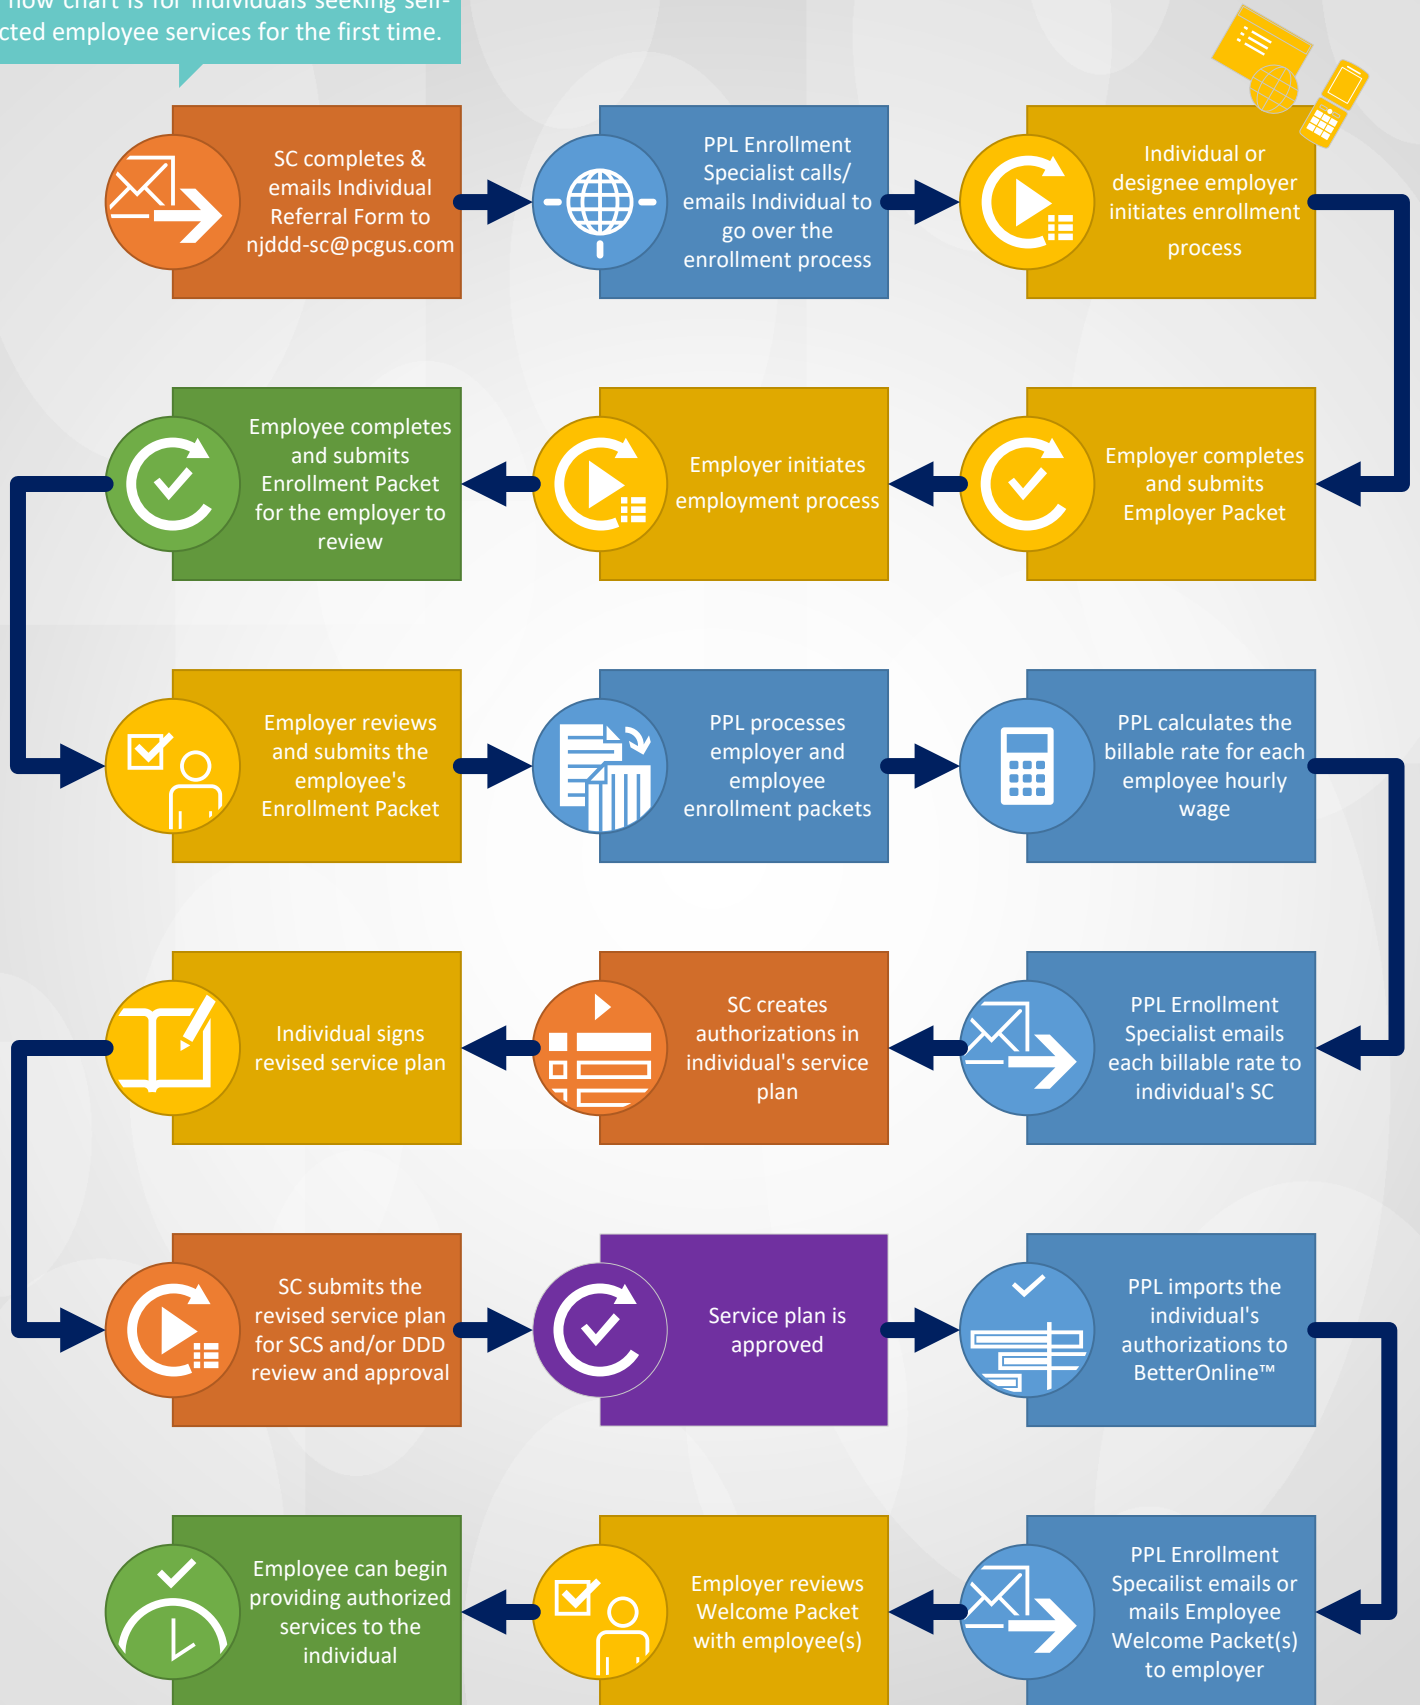 now chart is for individuals seeking self-
cted employee services for the first time.
SC completes &
emails Individual
Referral Form to
njddd-sc@pcgus.com
PPL Enrollment
Specialist calls/
emails Individual to
go over the
enrollment process
Individual or
designee employer
initiates enrollment
process
Employer completes
and submits
Employer Packet
Employer initiates
employment process
Employee completes
and submits
Enrollment Packet
for the employer to
review
Employer reviews
and submits the
employee's
Enrollment Packet
PPL processes
employer and
employee
enrollment packets
PPL calculates the
billable rate for each
employee hourly
wage
PPL Ernollment
Specialist emails
each billable rate to
individual's SC
SC creates
authorizations in
individual's service
plan
Individual signs
revised service plan
SC submits the
revised service plan
for SCS and/or DDD
review and approval
Service plan is
approved
PPL imports the
individual's
authorizations to
BetterOnline™
PPL Enrollment
Specailist emails or
mails Employee
Welcome Packet(s)
to employer
Employer reviews
Welcome Packet
with employee(s)
Employee can begin
providing authorized
services to the
individual